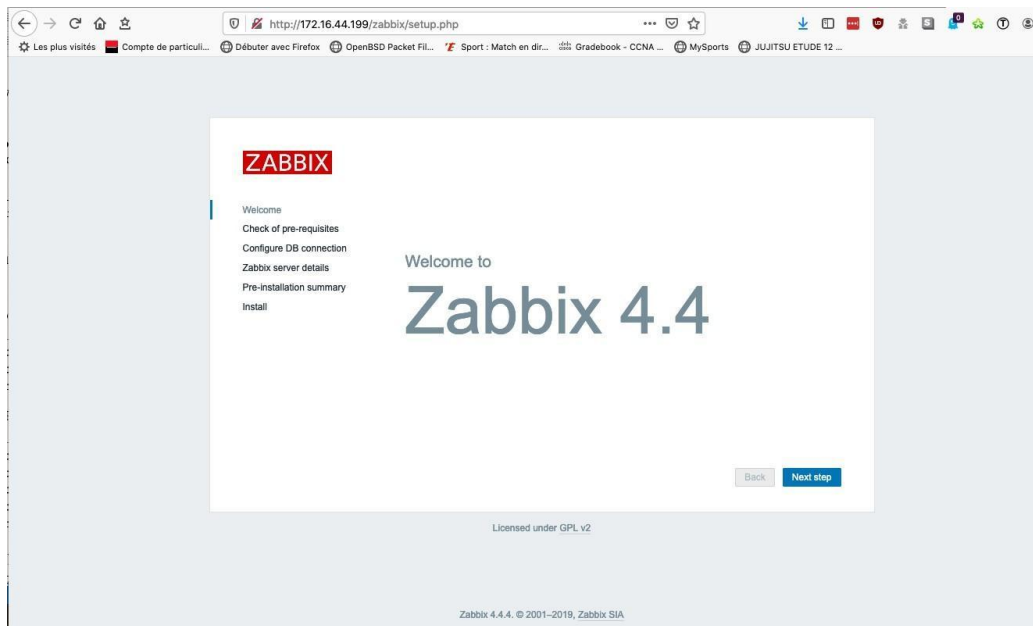 http://172.16.44.199/zabbix/setup.php
0
Les plus visités Compte de particuli... Débuter avec Firefox OpenBSD Packet Fil... Sport : Match en dir... Gradebook - CCNA ... MySports JUJITSU ETUDE 12 ...
ZABBIX
Welcome
Check of pre-requisites
Configure DB connection
Zabbix server details
Pre-installation summary
Install
Welcome to
Zabbix 4.4
Back Next step
Licensed under GPL v2
Zabbix 4.4.4. © 2001–2019, Zabbix SIA